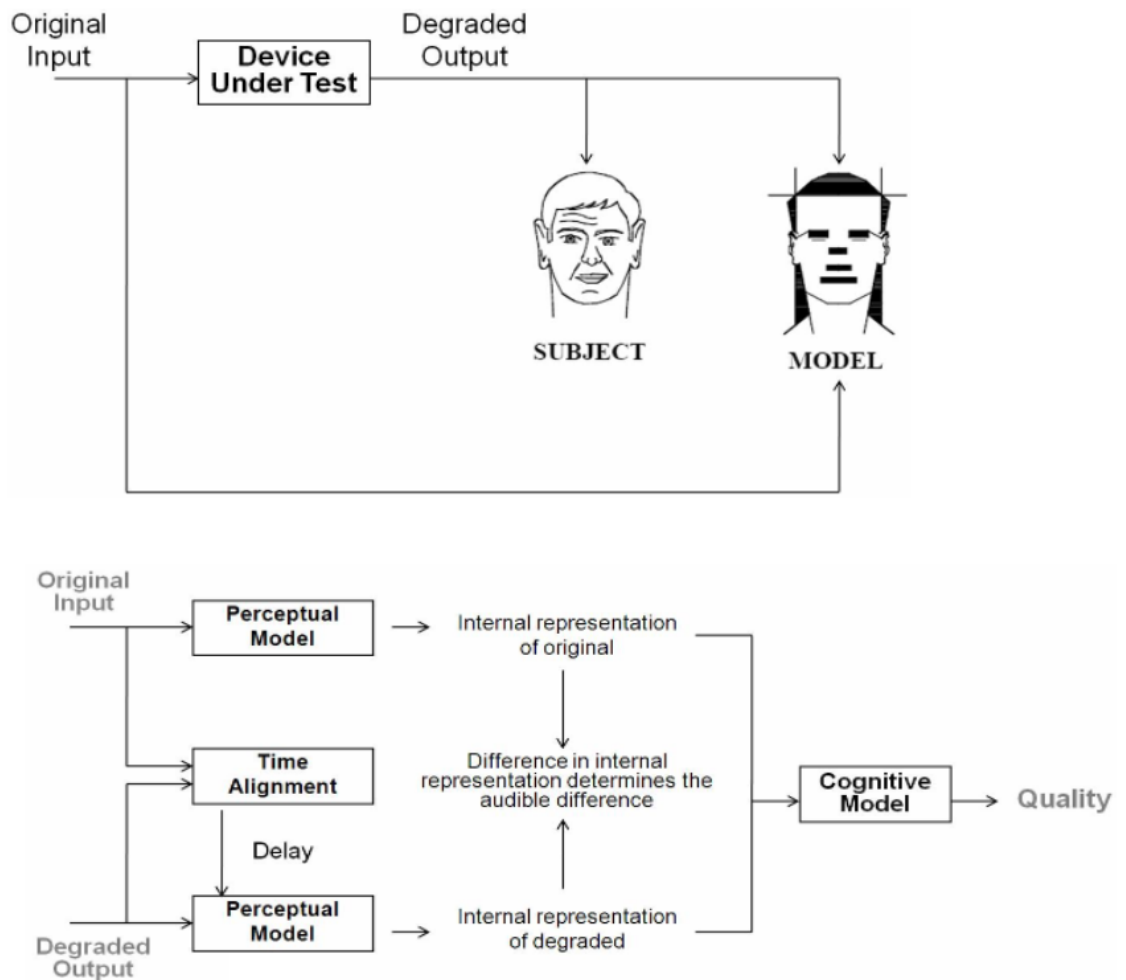 Original
Input
Device
Under Test
Degraded
Output
SUBJECT
MODEL
Original
Input
Perceptual
Model
Internal representation
of original
Time
Alignment
Difference in internal
representation determines the
audible difference
Cognitive
Model
Quality
Delay
Perceptual
Model
Internal representation
of degraded
Degraded
Output